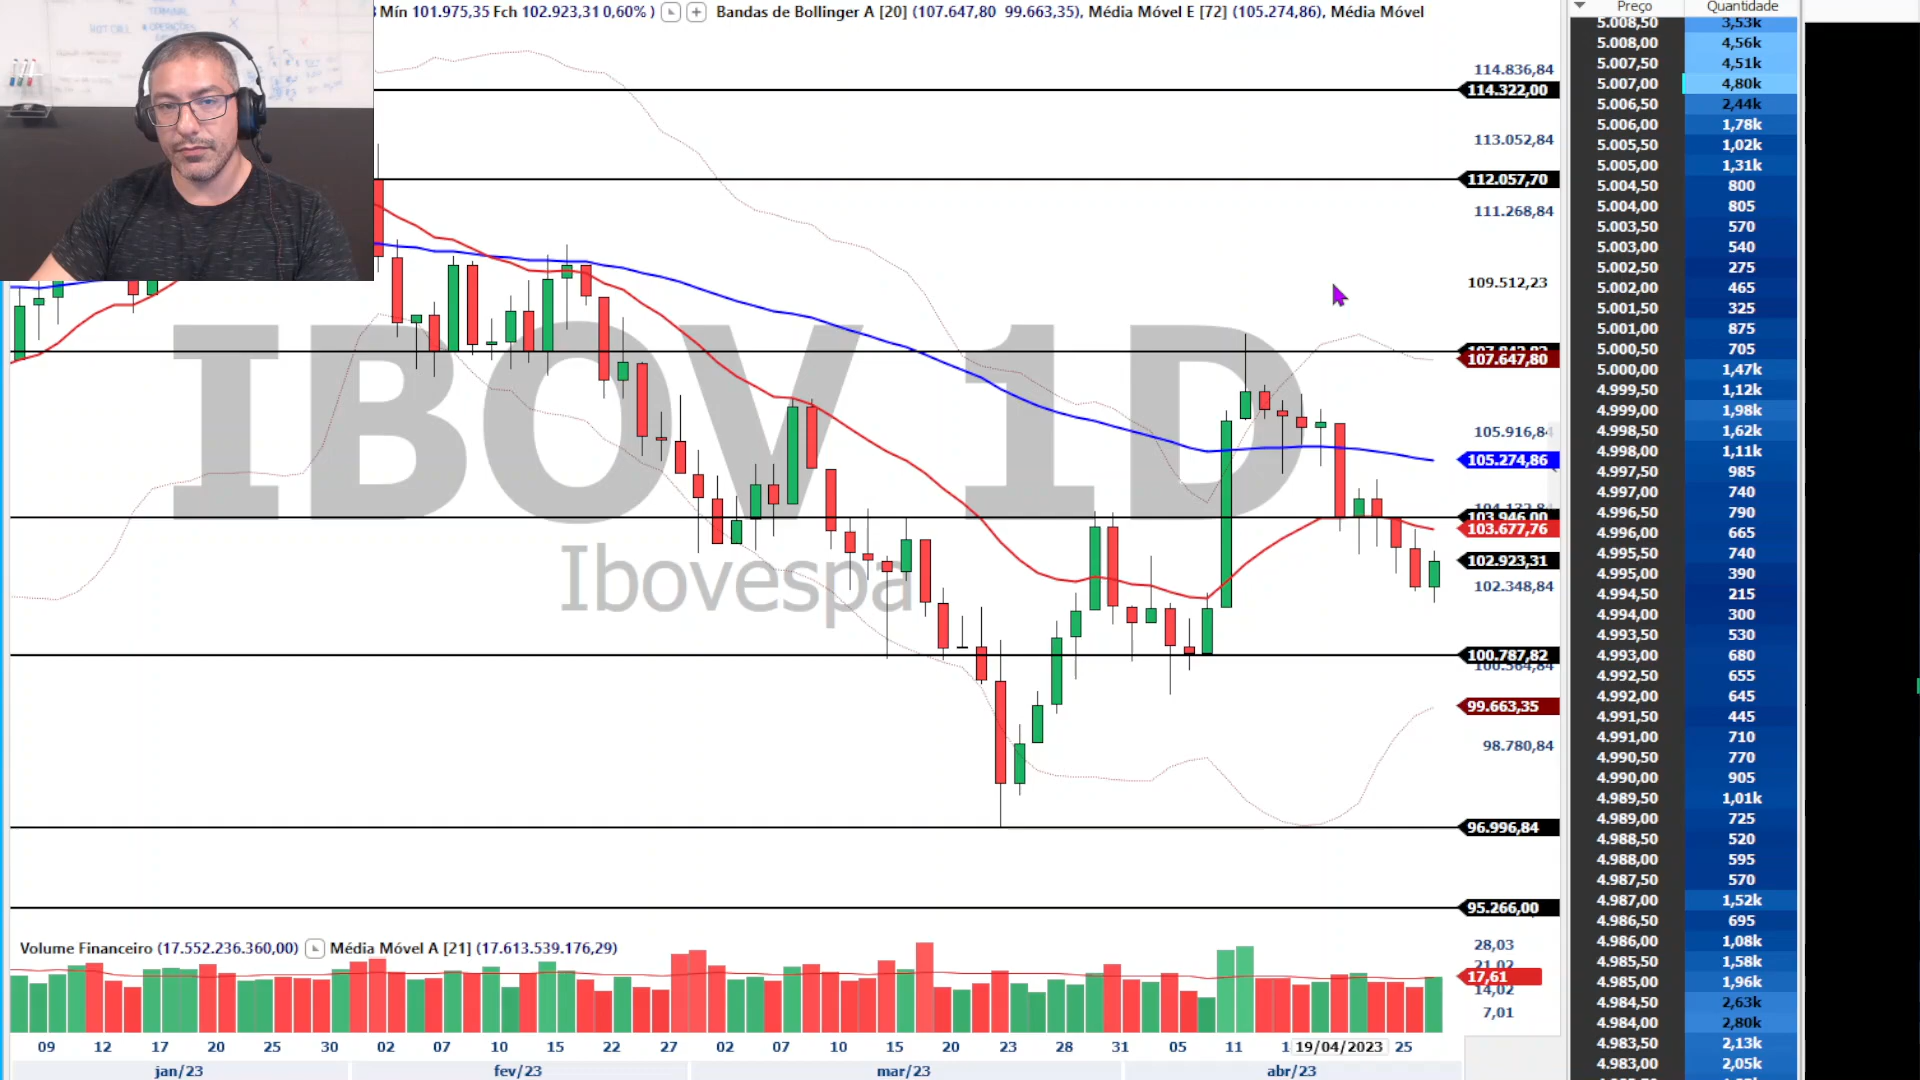 Mín 101.975,35 Fch 102.923,31 0,60% ) Bandas de Bollinger A [20] (107.647,80 99.663,35), Média Móvel E [72] (105.274,86), Média Móvel
TERMINAL
HOT CALL
114.836,84
114.322,00
113.052,84
112.057,70
111.268,84
109.512,23
107.647,80
105.916,84
105.274,86
103.946,00
103.677,76
102.923,31
102.348,84
100.787,82
100.564,84
99.663,35
98.780,84
96.996,84
95.266,00
IBOV 1D
Ibovespa
Volume Financeiro (17.552.236.360,00) Média Móvel A [21] (17.613.539.176,29)
28,03
21,02
17,61
14,02
7,01
09 12 17 20 25 30 02 07 10 15 22 27 02 07 10 15 20 23 28 31 05 11 19/04/2023 25
jan/23 fev/23 mar/23 abr/23
Preço Quantidade
5.008,50 3,53k
5.008,00 4,56k
5.007,50 4,51k
5.007,00 4,80k
5.006,50 2,44k
5.006,00 1,78k
5.005,50 1,02k
5.005,00 1,31k
5.004,50 800
5.004,00 805
5.003,50 570
5.003,00 540
5.002,50 275
5.002,00 465
5.001,50 325
5.001,00 875
5.000,50 705
5.000,00 1,47k
4.999,50 1,12k
4.999,00 1,98k
4.998,50 1,62k
4.998,00 1,11k
4.997,50 985
4.997,00 740
4.996,50 790
4.996,00 665
4.995,50 740
4.995,00 390
4.994,50 215
4.994,00 300
4.993,50 530
4.993,00 680
4.992,50 655
4.992,00 645
4.991,50 445
4.991,00 710
4.990,50 770
4.990,00 905
4.989,50 1,01k
4.989,00 725
4.988,50 520
4.988,00 595
4.987,50 570
4.987,00 1,52k
4.986,50 695
4.986,00 1,08k
4.985,50 1,58k
4.985,00 1,96k
4.984,50 2,63k
4.984,00 2,80k
4.983,50 2,13k
4.983,00 2,05k